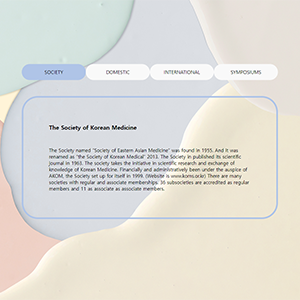 SOCIETY DOMESTIC INTERNATIONAL SYMPOSIUMS
The Society of Korean Medicine
The Society named "Society of Eastern Asian Medicine" was found in 1955. And it was
renamed as "the Society of Korean Medical" 2013. The Society in published its scientific
journal in 1963. The society takes the initiative in scientific research and exchange of
knowledge of Korean Medicine. Financially and administratively been under the auspice of
AKOM, the Society set up for itself in 1999. (Website is www.koms.or.kr) There are many
societies with regular and associate memberships. 36 subsocieties are accredited as regular
members and 11 as associate as associate members.